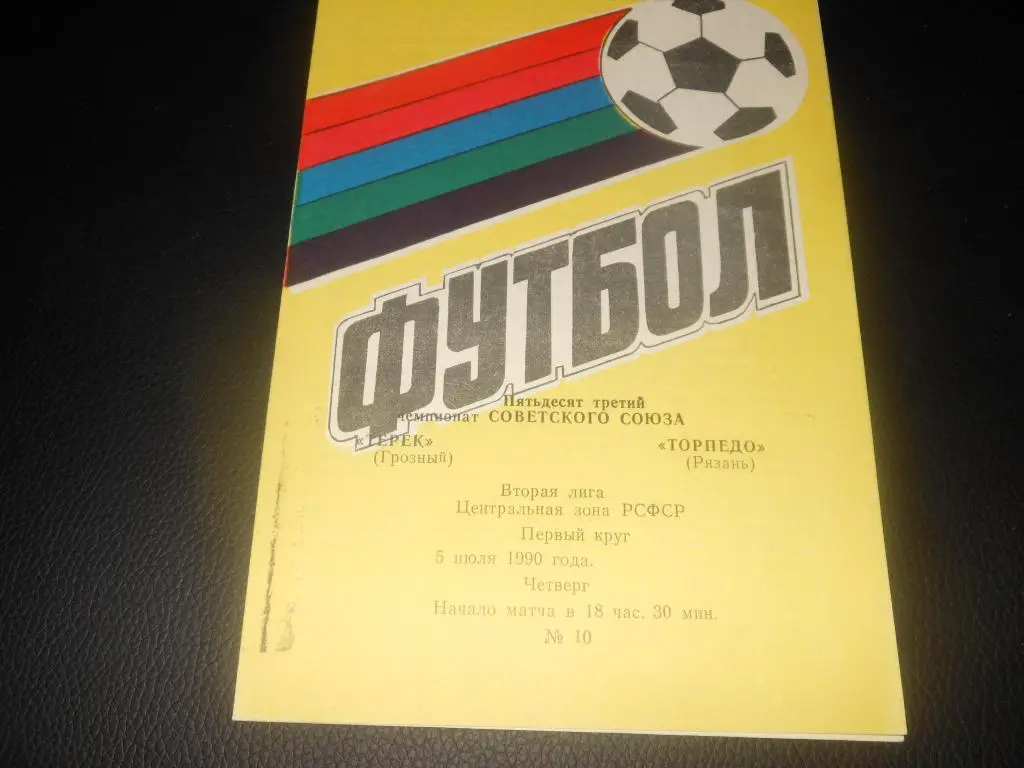 ФУТБОЛ
Пятьдесят третий
чемпионат СОВЕТСКОГО СОЮЗА
«ТЕРЕК» «ТОРПЕДО»
(Грозный) (Рязань)
Вторая лига
Центральная зона РСФСР
Первый круг
5 июля 1990 года.
Четверг
Начало матча в 18 час. 30 мин.
№ 10